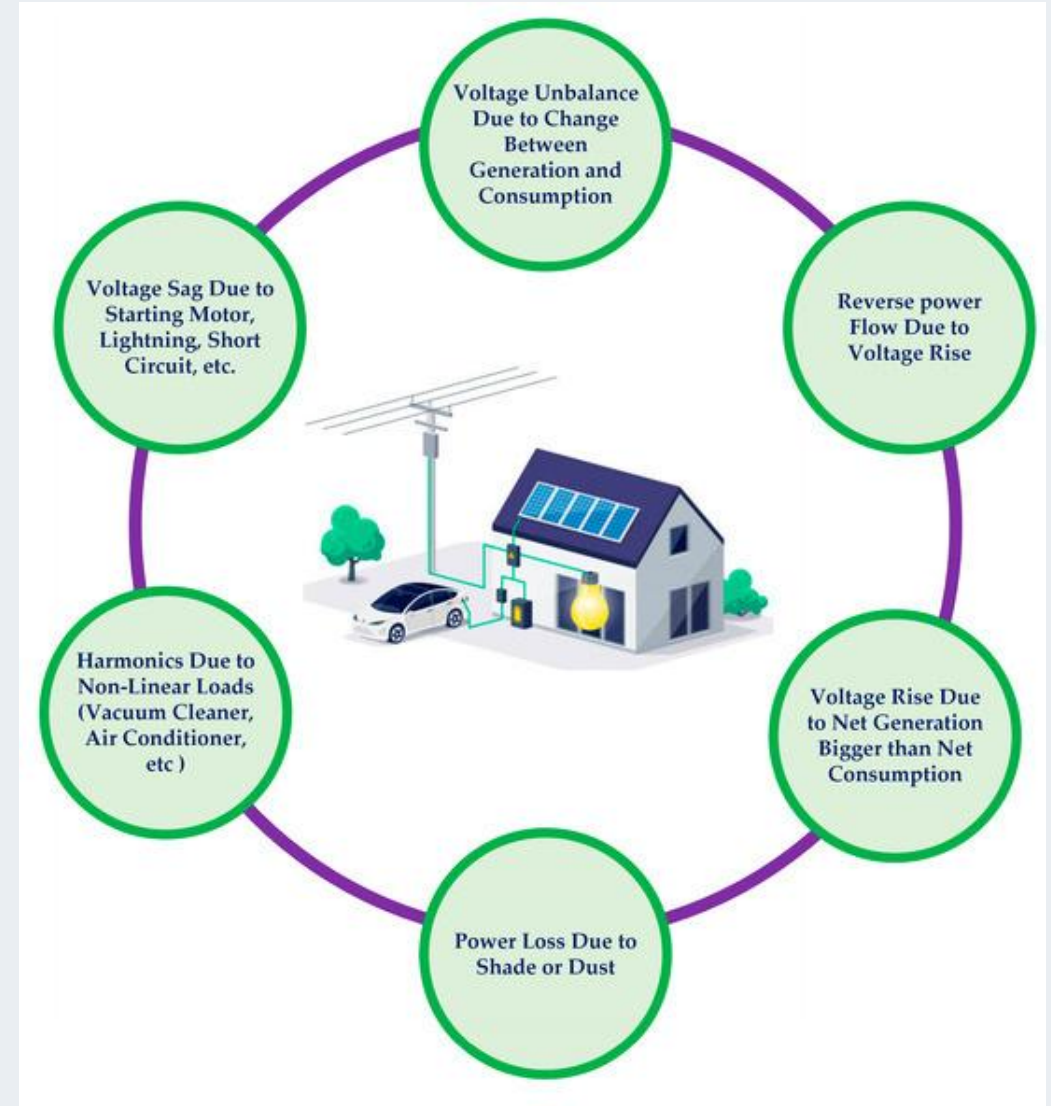 Voltage Unbalance
Due to Change
Between
Generation and
Consumption
Reverse power
Flow Due to
Voltage Rise
Voltage Rise Due
to Net Generation
Bigger than Net
Consumption
Power Loss Due to
Shade or Dust
Harmonics Due to
Non-Linear Loads
(Vacuum Cleaner,
Air Conditioner,
etc )
Voltage Sag Due to
Starting Motor,
Lightning, Short
Circuit, etc.